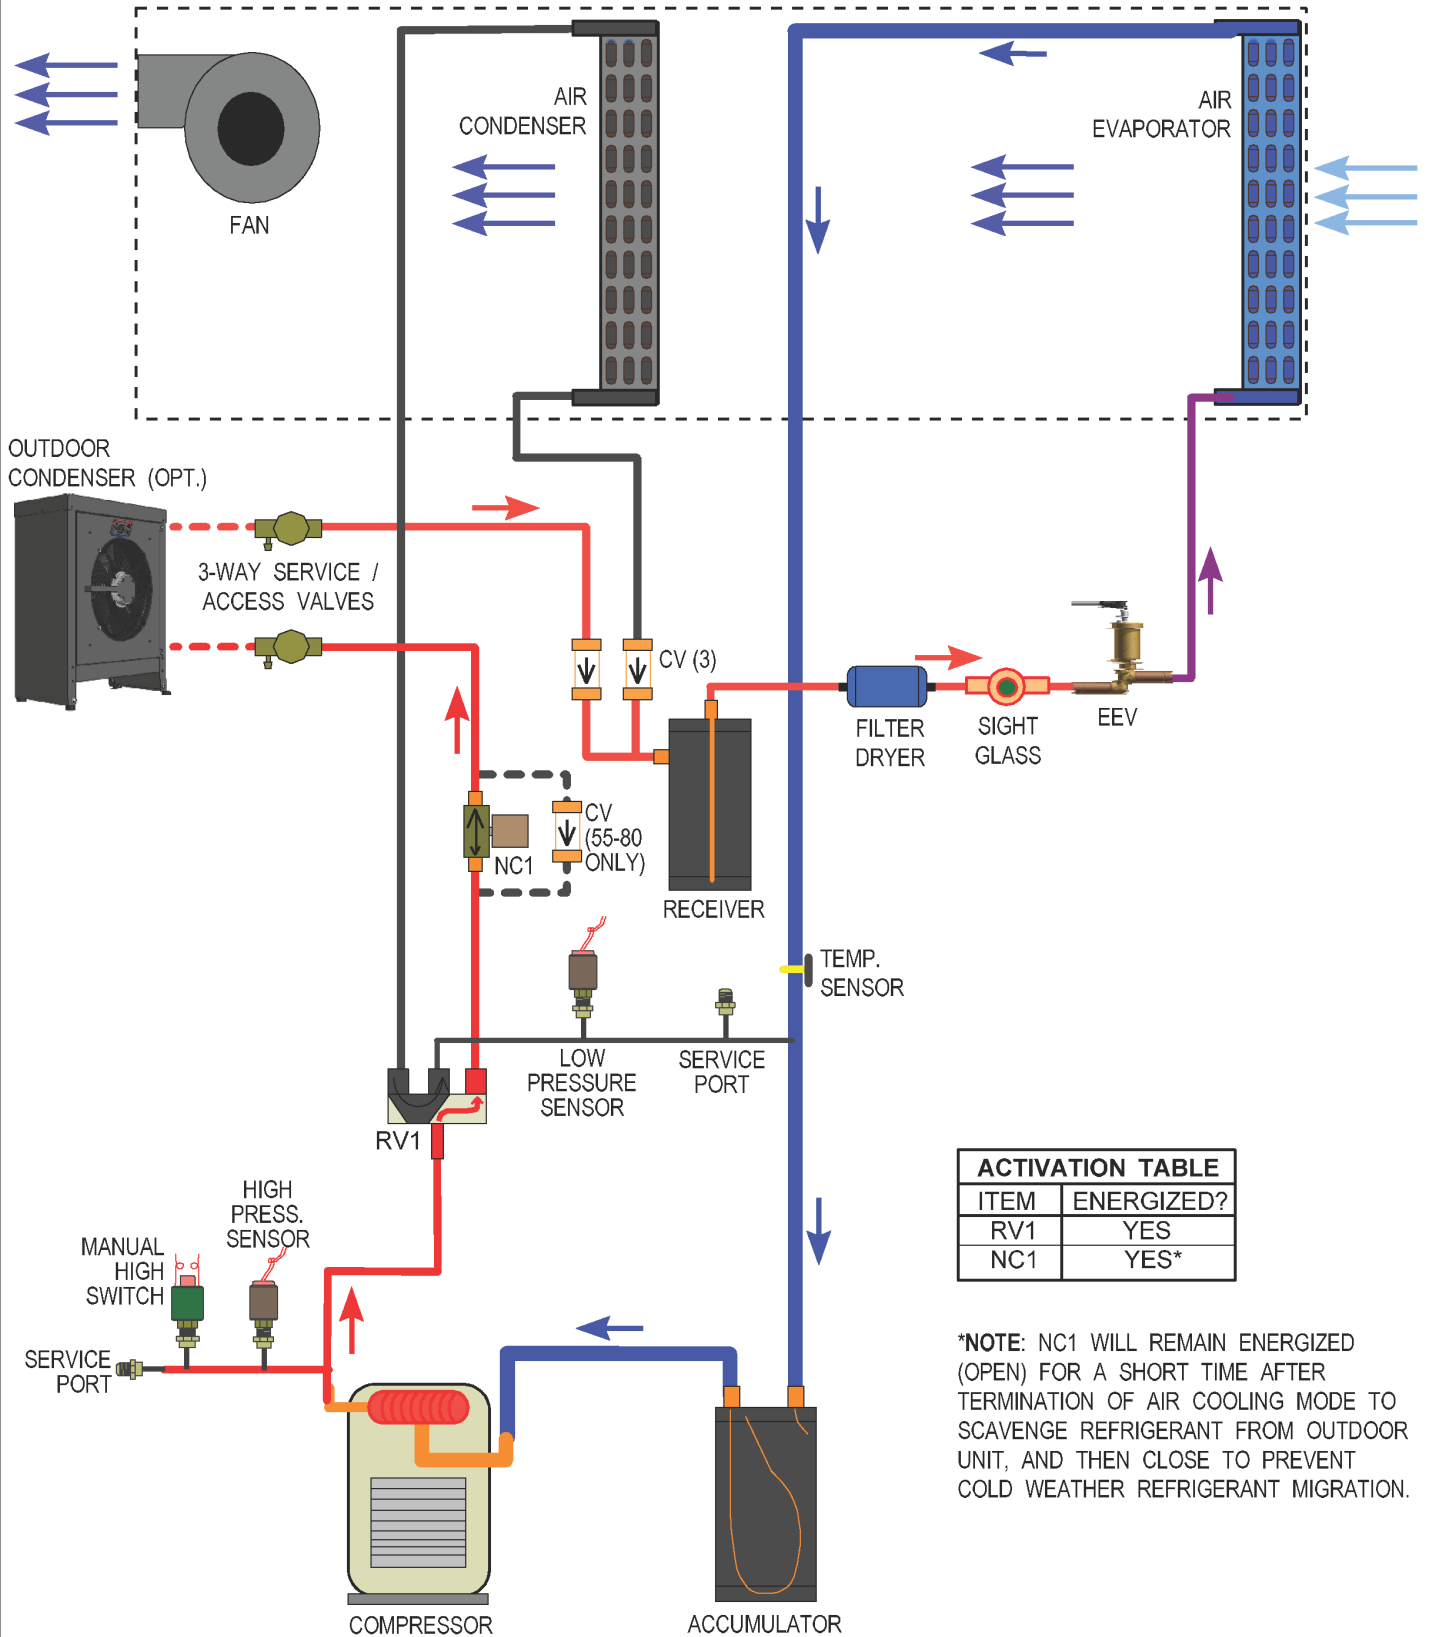 AIR
CONDENSER
AIR
EVAPORATOR
FAN
OUTDOOR
CONDENSER (OPT.)
3-WAY SERVICE /
ACCESS VALVES
CV (3)
FILTER
DRYER
SIGHT
GLASS
EEV
CV
(55-80
ONLY)
NC1
RECEIVER
TEMP.
SENSOR
LOW
PRESSURE
SENSOR
SERVICE
PORT
RV1
HIGH
PRESS.
SENSOR
MANUAL
HIGH
SWITCH
SERVICE
PORT
ACTIVATION TABLE
ITEM ENERGIZED?
RV1 YES
NC1 YES*
*NOTE: NC1 WILL REMAIN ENERGIZED
(OPEN) FOR A SHORT TIME AFTER
TERMINATION OF AIR COOLING MODE TO
SCAVENGE REFRIGERANT FROM OUTDOOR
UNIT, AND THEN CLOSE TO PREVENT
COLD WEATHER REFRIGERANT MIGRATION.
COMPRESSOR
ACCUMULATOR